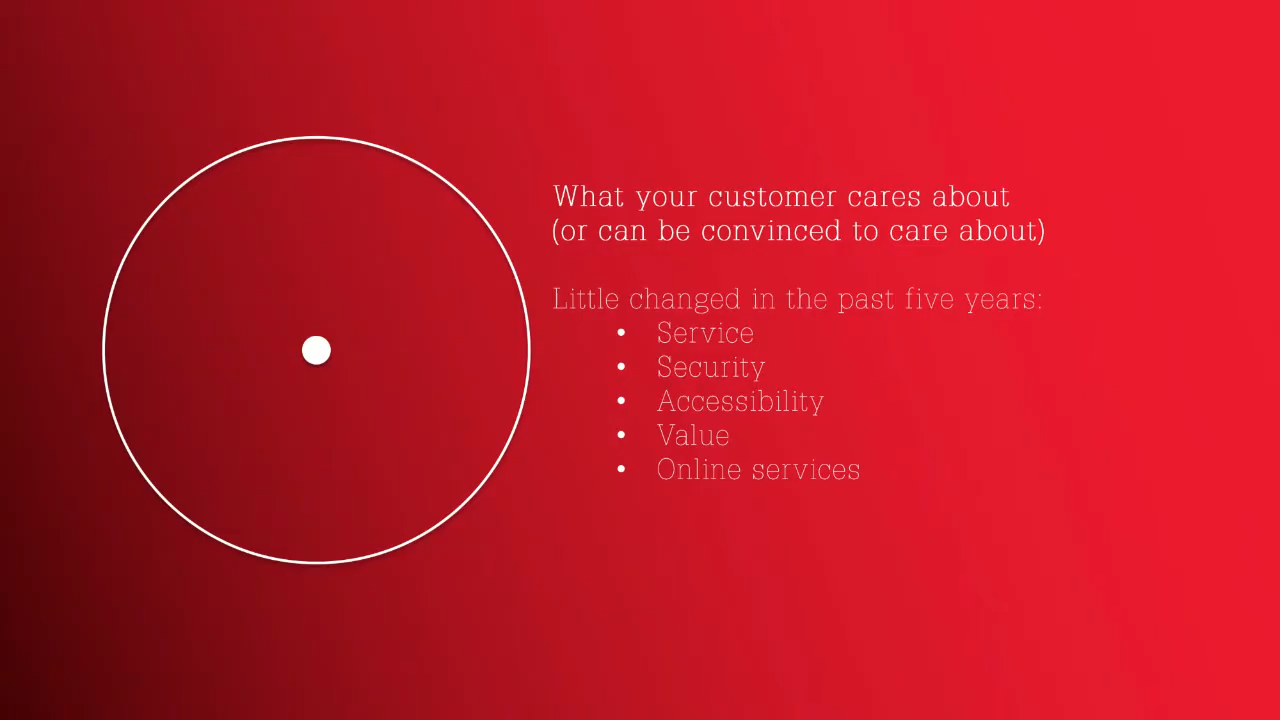 What your customer cares about
(or can be convinced to care about)
Little changed in the past five years:
• Service
• Security
• Accessibility
• Value
• Online services